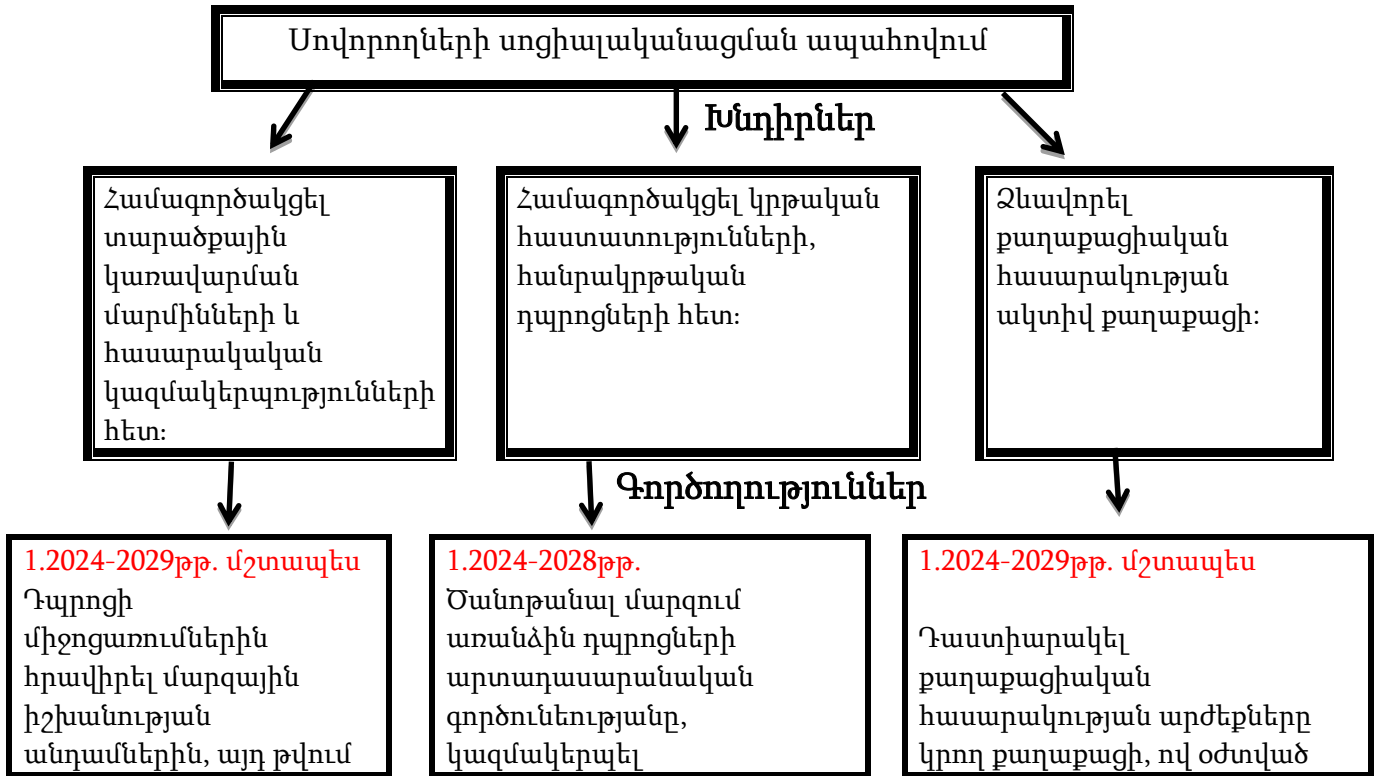 Սովորողների սոցիալականացման ապահովում
Խնդիրներ
Համագործակցել
տարածքային
կառավարման
մարմինների և
հասարակական
կազմակերպությունների
հետ։
Համագործակցել կրթական
հաստատությունների,
հանրակրթական
դպրոցների հետ։
Ձևավորել
քաղաքացիական
հասարակության
ակտիվ քաղաքացի:
Գործողություններ
1.2024-2029թթ. մշտապես
Դպրոցի
միջոցառումներին
հրավիրել մարզային
իշխանության
անդամներին, այդ թվում
1.2024-2028թթ.
Ծանոթանալ մարզում
առանձին դպրոցների
արտադասարանական
գործունեությանը,
կազմակերպել
1.2024-2029թթ. մշտապես
Դաստիարակել
քաղաքացիական
հասարակության արժեքները
կրող քաղաքացի, ով օժտված